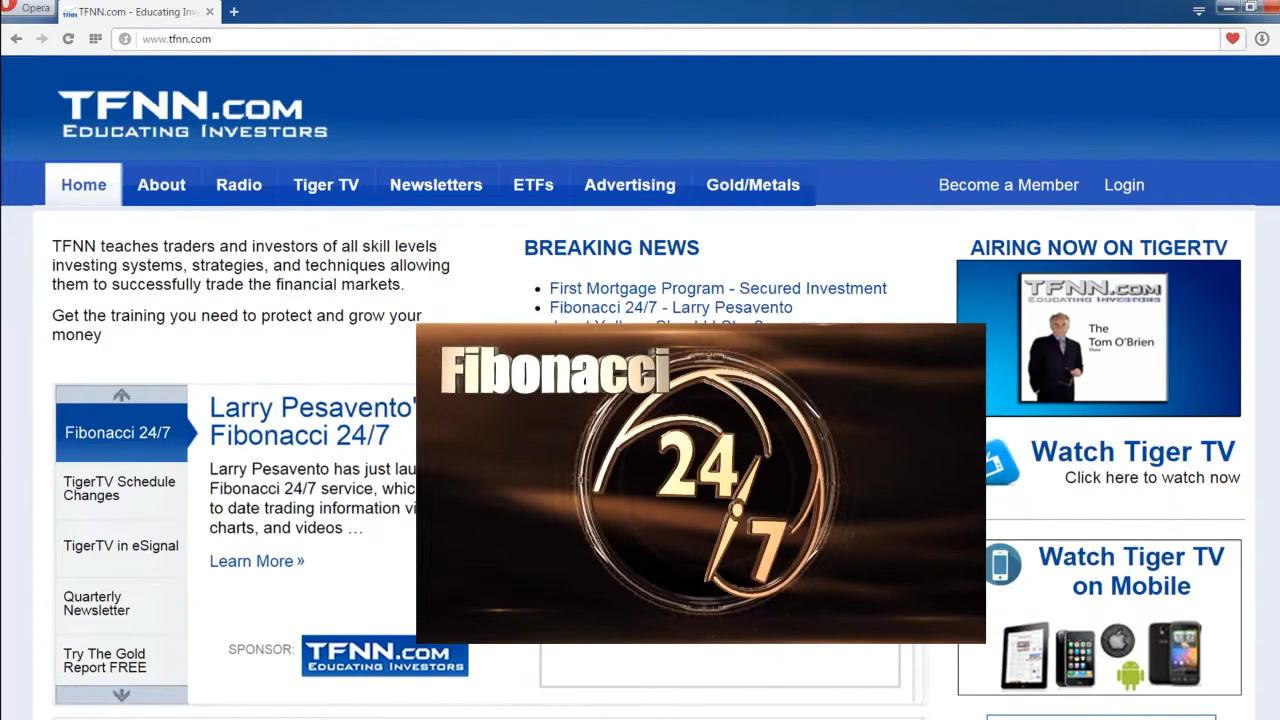 Opera
TFNN.com - Educating Inv
www.tfnn.com
TFNN.COM
EDUCATING INVESTORS
Home
About
Radio
Tiger TV
Newsletters
ETFs
Advertising
Gold/Metals
Become a Member
Login
TFNN teaches traders and investors of all skill levels
investing systems, strategies, and techniques allowing
them to successfully trade the financial markets.
Get the training you need to protect and grow your
money
BREAKING NEWS
First Mortgage Program - Secured Investment
Fibonacci 24/7 - Larry Pesavento
AIRING NOW ON TIGERTV
TFNN.COM
EDUCATING INVESTORS
The
Tom O'Brien
Show
Fibonacci 24/7
TigerTV Schedule
Changes
TigerTV in eSignal
Quarterly
Newsletter
Try The Gold
Report FREE
Larry Pesavento'
Fibonacci 24/7
Larry Pesavento has just lau
Fibonacci 24/7 service, whic
to date trading information vi
charts, and videos …
Learn More »
SPONSOR:
TFNN.COM
EDUCATING INVESTORS
Fibonacci
24
7
Watch Tiger TV
Click here to watch now
Watch Tiger TV
on Mobile